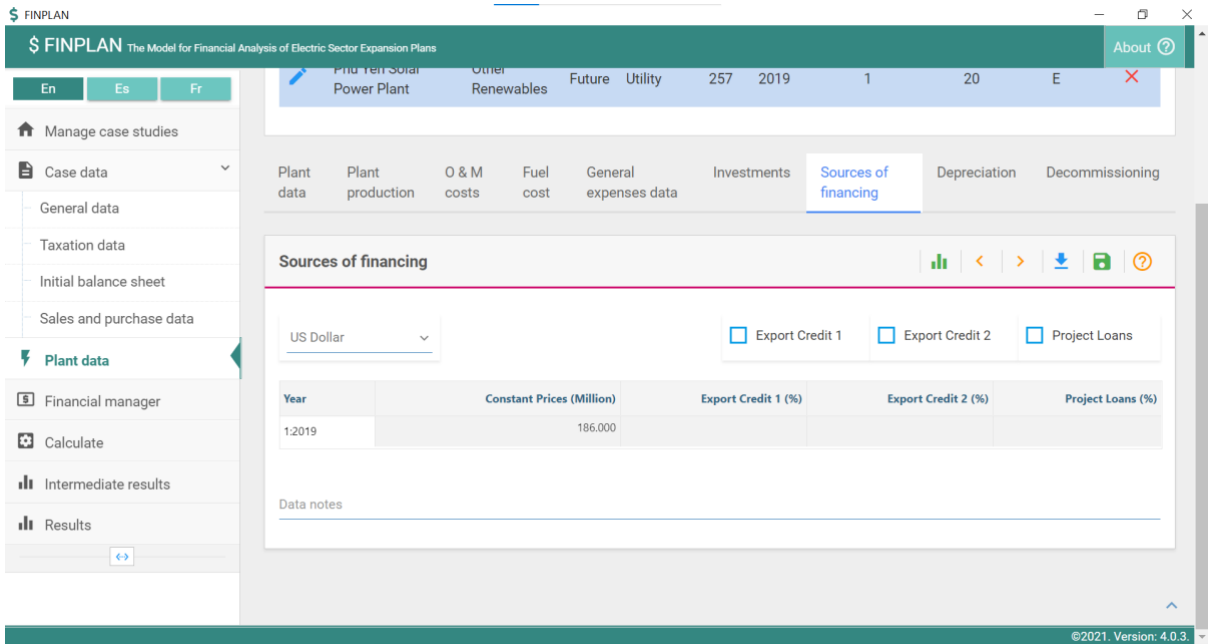 $ FINPLAN
$ FINPLAN The Model for Financial Analysis of Electric Sector Expansion Plans
About
En Es Fr
Manage case studies
Case data
General data
Taxation data
Initial balance sheet
Sales and purchase data
Plant data
Financial manager
Calculate
Intermediate results
Results
Phu Yen Solar Other
Power Plant Renewables Future Utility 257 2019 1 20 E
Plant Plant O & M Fuel General Investments Sources of Depreciation Decommissioning
data production costs cost expenses data financing
Sources of financing
US Dollar Export Credit 1 Export Credit 2 Project Loans
Year Constant Prices (Million) Export Credit 1 (%) Export Credit 2 (%) Project Loans (%)
1:2019 186.000
Data notes
©2021. Version: 4.0.3.